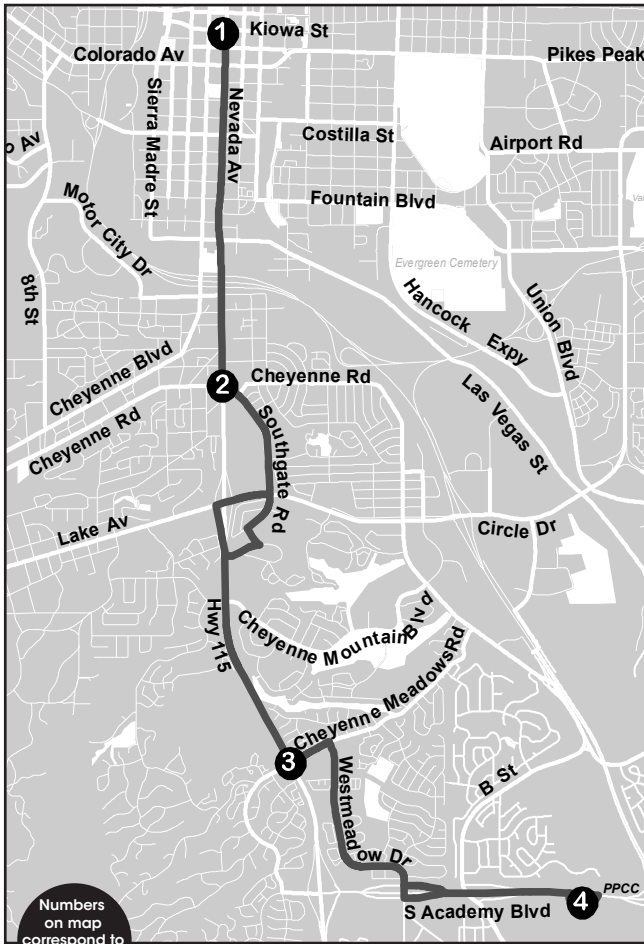 1
Kiowa St
Colorado Av
Pikes Peak
Sierra Madre St
Nevada Av
Costilla St
Airport Rd
o Av
Motor City Dr
Fountain Blvd
8th St
Evergreen Cemetery
Hancock Expy
Union Blvd
Cheyenne Blvd
2
Cheyenne Rd
Cheyenne Rd
Las Vegas St
Southgate Rd
Lake Av
Circle Dr
Hwy 115
Cheyenne Mountain Blvd
Cheyenne Meadows Rd
3
Westmeadow Dr
B St
S Academy Blvd
4
PPCC
Numbers
on map
correspond to